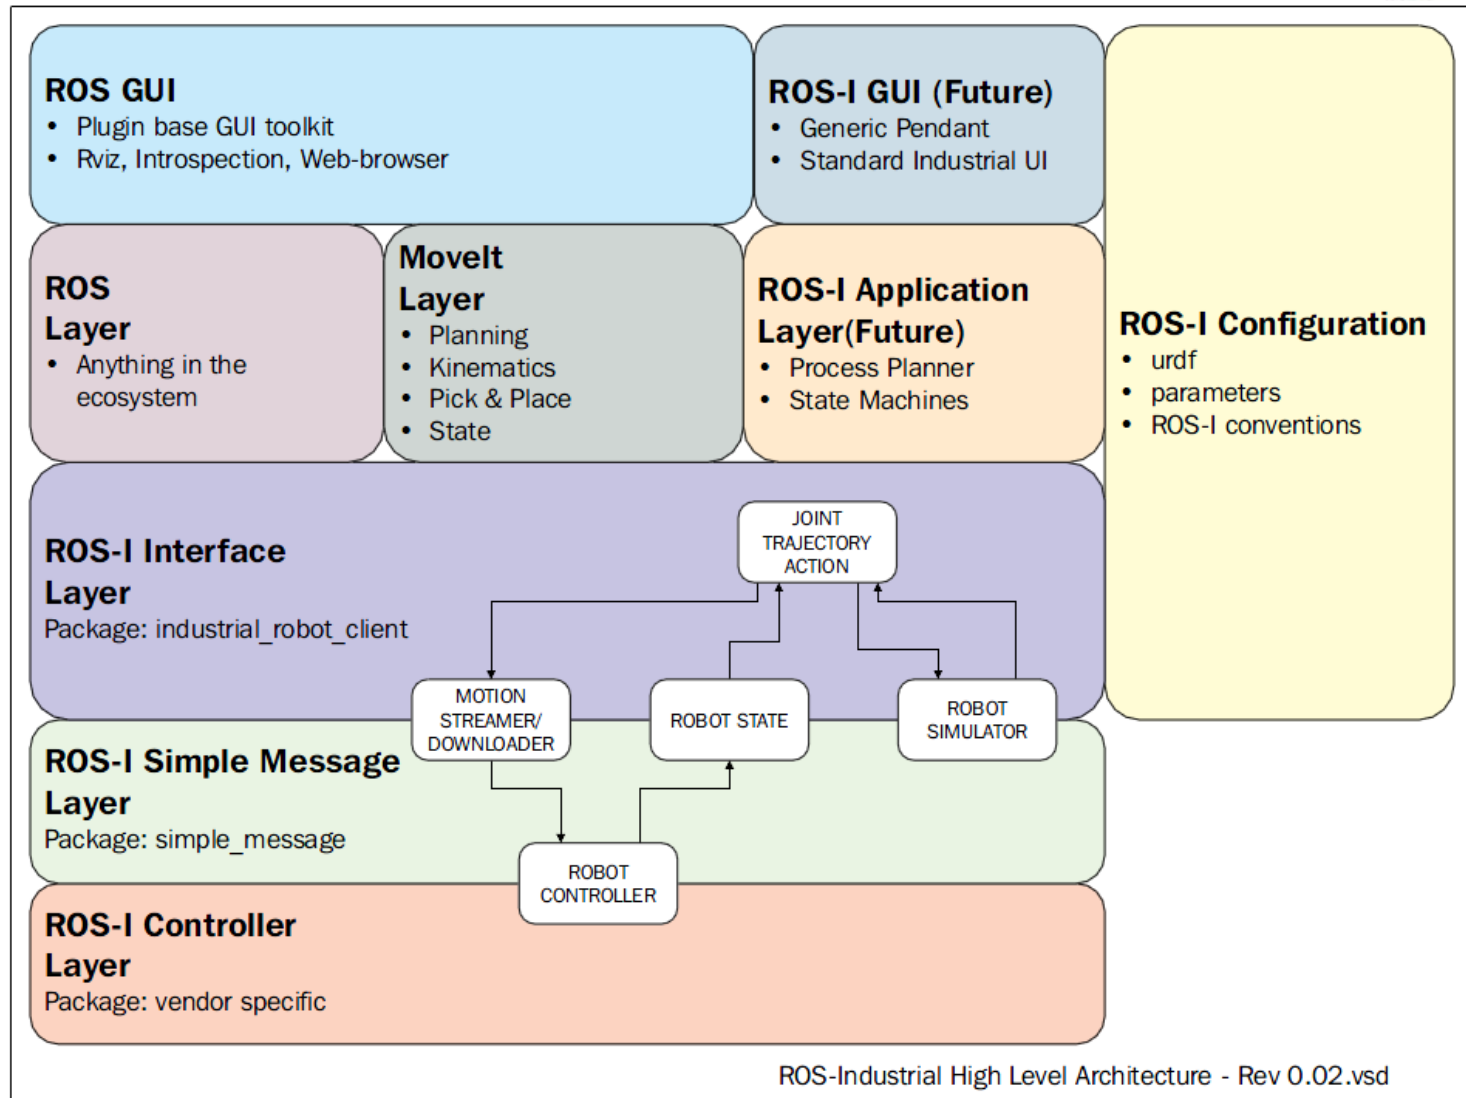 ROS GUI
• Plugin base GUI toolkit
• Rviz, Introspection, Web-browser
ROS-I GUI (Future)
• Generic Pendant
• Standard Industrial UI
ROS
Layer
• Anything in the
ecosystem
MoveIt
Layer
• Planning
• Kinematics
• Pick & Place
• State
ROS-I Application
Layer(Future)
• Process Planner
• State Machines
ROS-I Configuration
• urdf
• parameters
• ROS-I conventions
ROS-I Interface
Layer
Package: industrial_robot_client
JOINT
TRAJECTORY
ACTION
MOTION
STREAMER/
DOWNLOADER
ROBOT STATE
ROBOT
SIMULATOR
ROS-I Simple Message
Layer
Package: simple_message
ROBOT
CONTROLLER
ROS-I Controller
Layer
Package: vendor specific
ROS-Industrial High Level Architecture - Rev 0.02.vsd